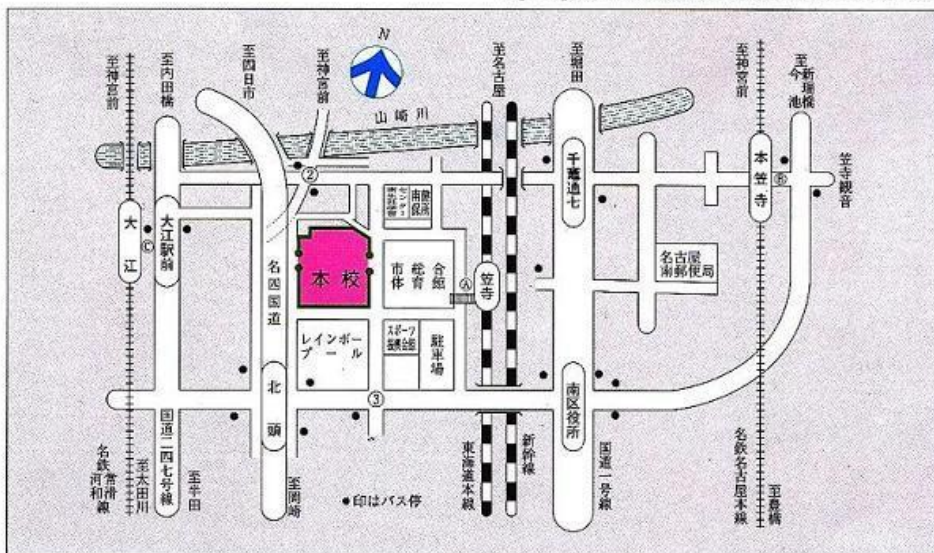 至神宮前
至内田橋
至四日市
至神宮前
N
至名古屋
至堀田
至神宮前
至今池
新瑞橋
山崎川
②
南保健所
千竈通七
本笠寺
Ⓑ
笠寺観音
大江
Ⓒ
大江駅前
名四国道
本校
市総合
体育館
Ⓐ
笠寺
名古屋
南郵便局
レインボー
プール
スポーツ
振興会館
駐車場
北頭
③
南区役所
名鉄常滑
河和線
至太田川
国道二四七号線
至半田
至岡崎
●印はバス停
東海道本線
新幹線
国道一号線
名鉄名古屋本線
至豊橋